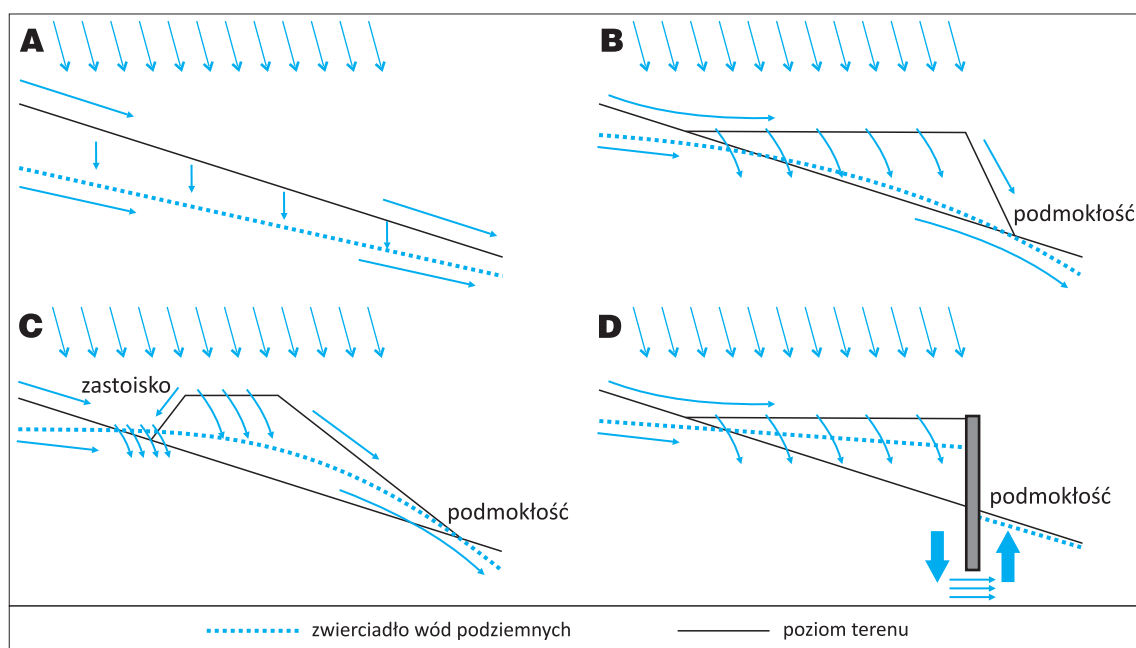 A
B
podmokłość
C
zastoisko
podmokłość
D
podmokłość
zwierciadło wód podziemnych
poziom terenu